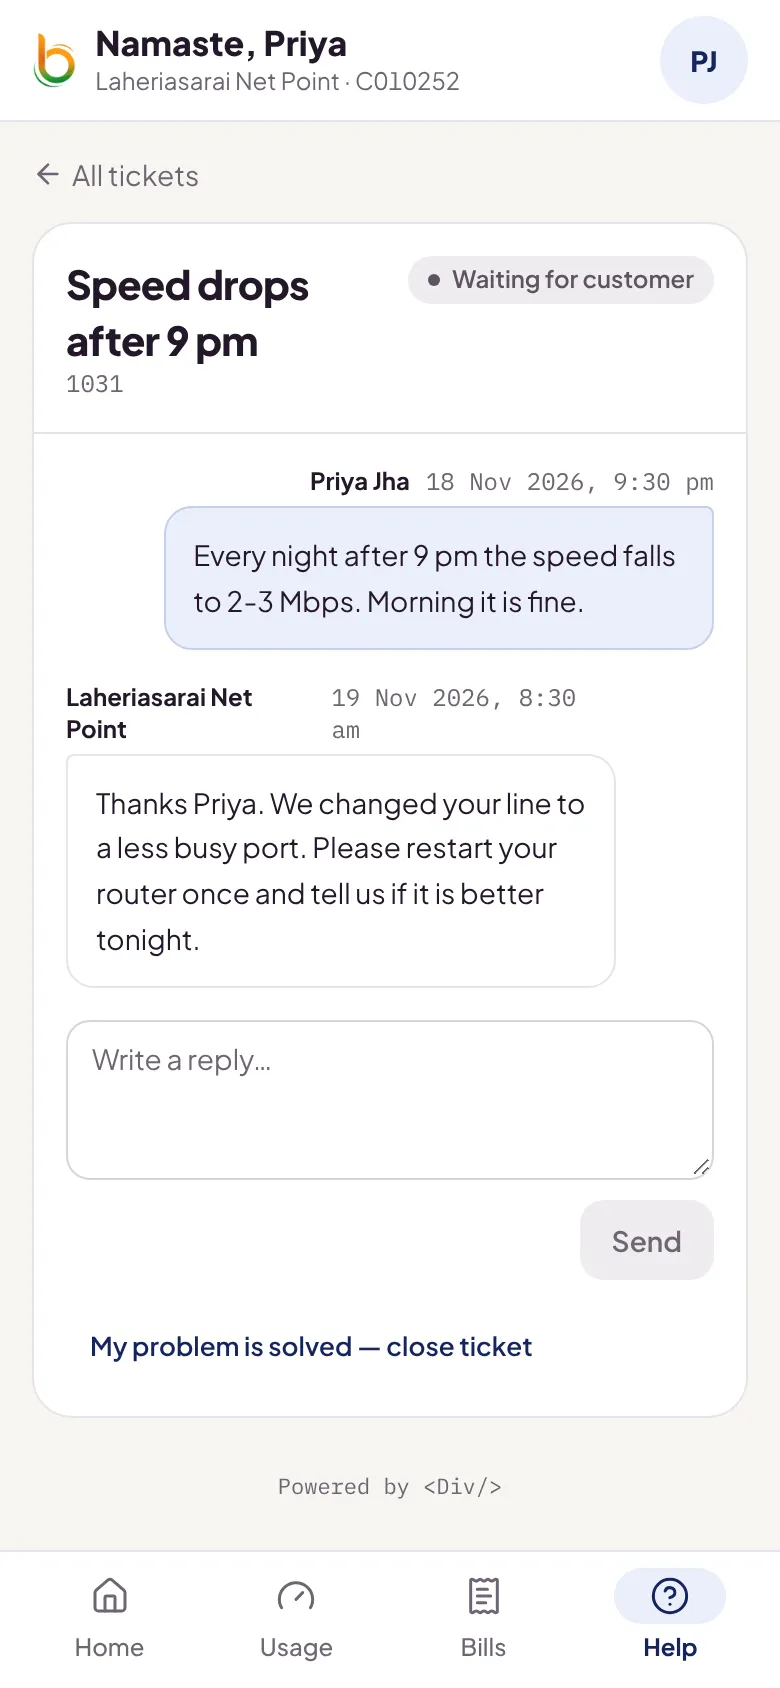 Namaste, Priya
Laheriasarai Net Point · C010252
PJ
← All tickets
Speed drops
after 9 pm
Waiting for customer
1031
Priya Jha 18 Nov 2026, 9:30 pm
Every night after 9 pm the speed falls
to 2-3 Mbps. Morning it is fine.
Laheriasarai Net
Point
19 Nov 2026, 8:30
am
Thanks Priya. We changed your line to
a less busy port. Please restart your
router once and tell us if it is better
tonight.
Write a reply...
Send
My problem is solved — close ticket
Powered by <Div/>
Home
Usage
Bills
Help